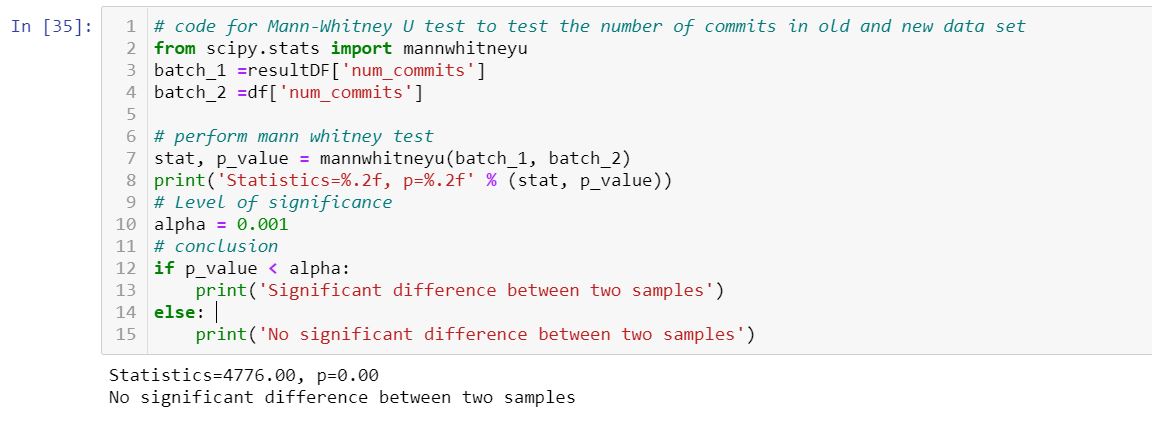 In [35]:
1 # code for Mann-Whitney U test to test the number of commits in old and new data set
2 from scipy.stats import mannwhitneyu
3 batch_1 =resultDF['num_commits']
4 batch_2 =df['num_commits']
5
6 # perform mann whitney test
7 stat, p_value = mannwhitneyu(batch_1, batch_2)
8 print('Statistics=%.2f, p=%.2f' % (stat, p_value))
9 # Level of significance
10 alpha = 0.001
11 # conclusion
12 if p_value < alpha:
13     print('Significant difference between two samples')
14 else:
15     print('No significant difference between two samples')
Statistics=4776.00, p=0.00
No significant difference between two samples